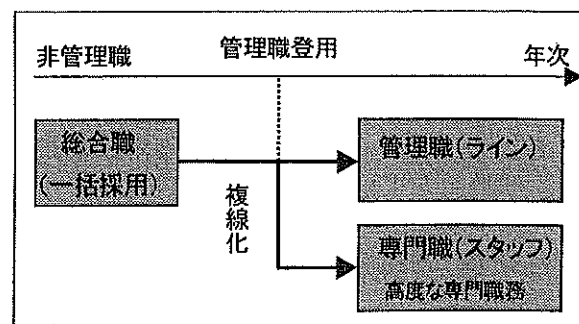 非管理職 管理職登用 年次
総合職
(一括採用)
管理職(ライン)
複線化
専門職(スタッフ)
高度な専門職務